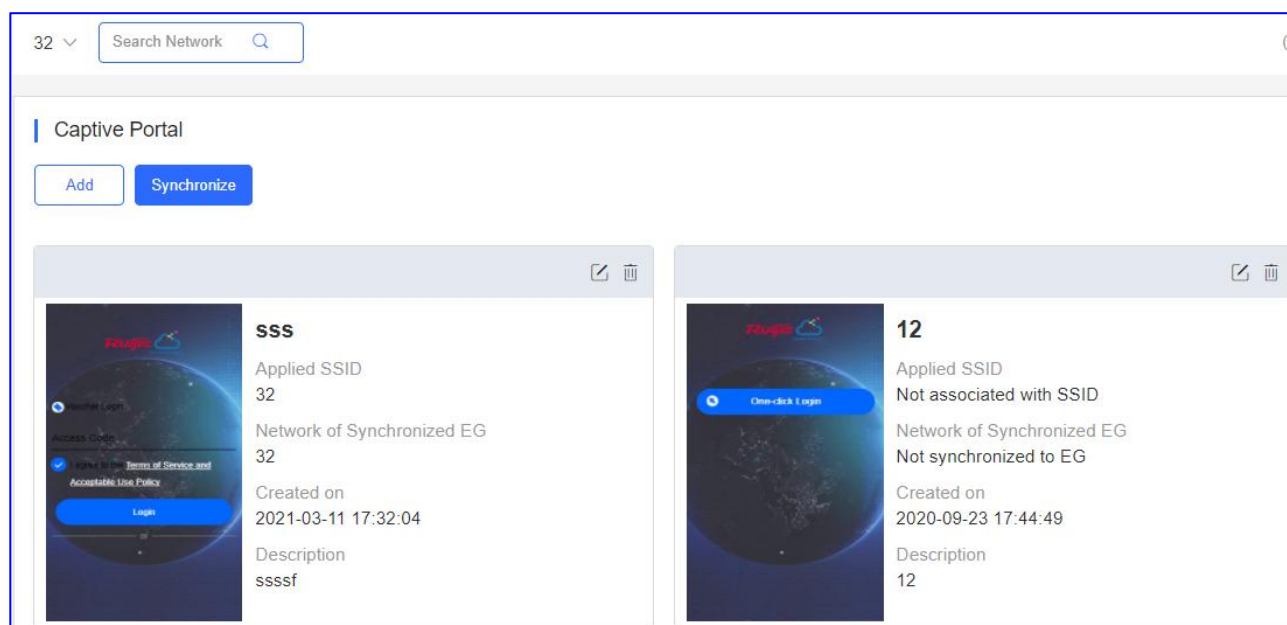 32
Search Network
Captive Portal
Add
Synchronize
Ruijie
Voucher Login
Access Code
I agree to the Terms of Service and
Acceptable Use Policy
Login
or
sss
Applied SSID
32
Network of Synchronized EG
32
Created on
2021-03-11 17:32:04
Description
ssssf
Ruijie
One-click Login
12
Applied SSID
Not associated with SSID
Network of Synchronized EG
Not synchronized to EG
Created on
2020-09-23 17:44:49
Description
12